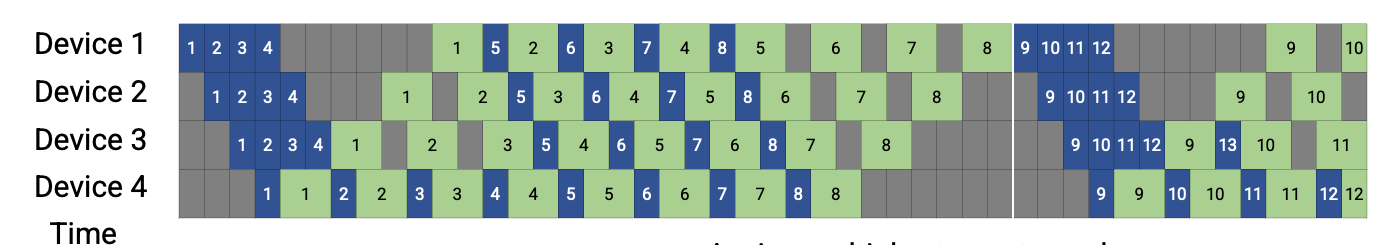 Device 1 1 2 3 4 1 5 2 6 3 7 4 8 5 6 7 8 9 10 11 12 9 10
Device 2 1 2 3 4 1 2 5 3 6 4 7 5 8 6 7 8 9 10 11 12 9 10
Device 3 1 2 3 4 1 2 3 5 4 6 5 7 6 8 7 8 9 10 11 12 9 13 10 11
Device 4 1 1 2 2 3 3 4 4 5 5 6 6 7 7 8 8 9 9 10 10 11 11 12 12
Time